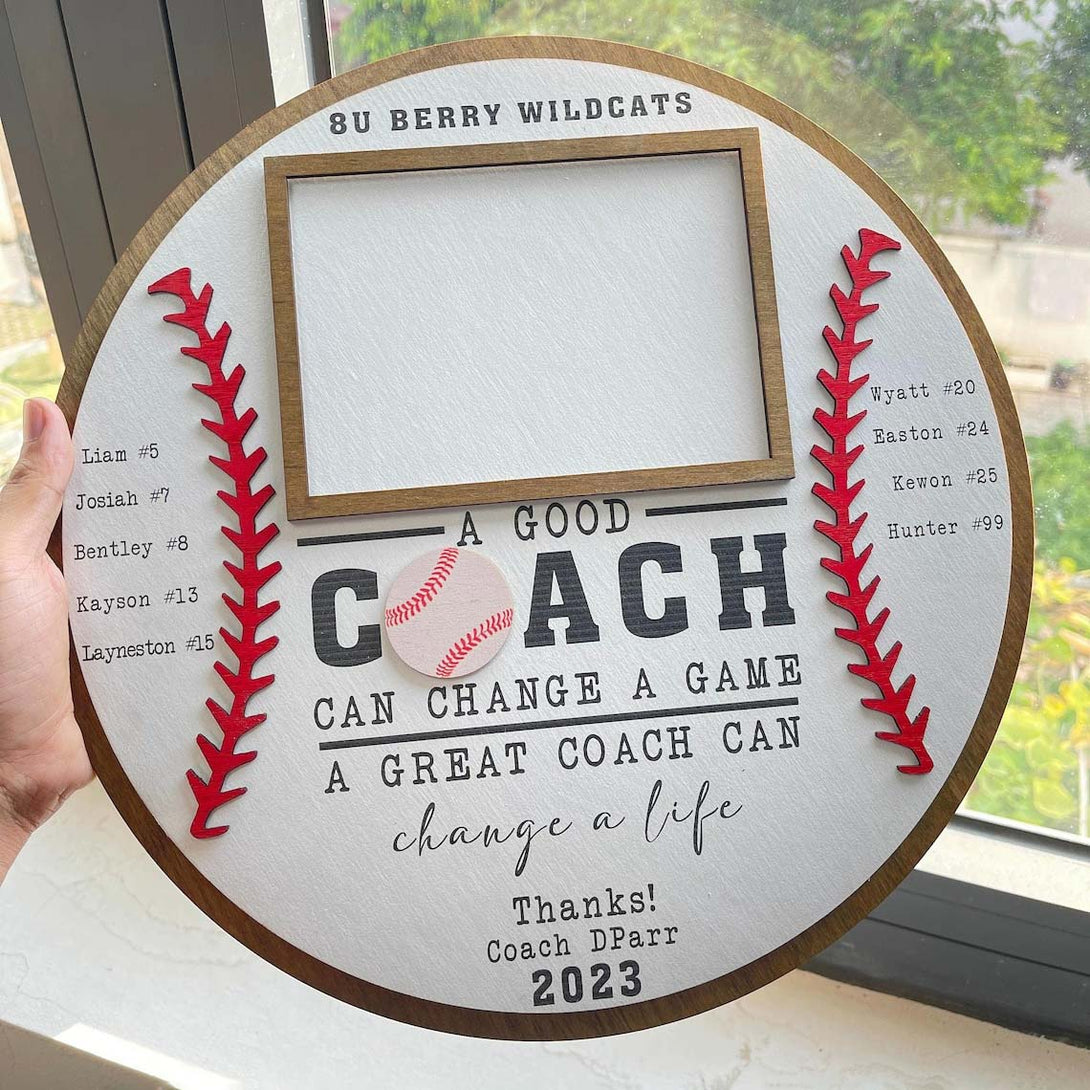 8U BERRY WILDCATS
Liam #5
Josiah #7
Bentley #8
Kayson #13
Layneston #15
Wyatt #20
Easton #24
Kewon #25
Hunter #99
A GOOD
COACH
CAN CHANGE A GAME
A GREAT COACH CAN
change a life
Thanks!
Coach DParr
2023